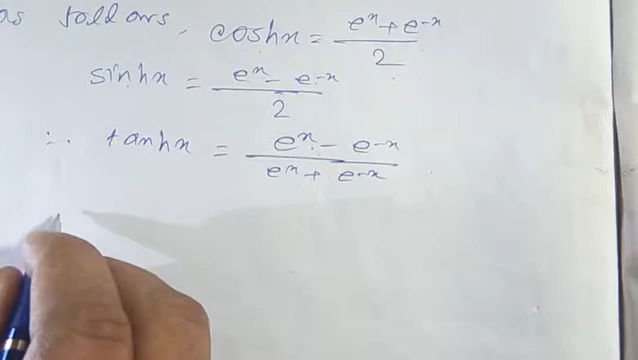 as follows, coshx = (e^x + e^-x)/2
sinhx = (e^x - e^-x)/2
∴ tanhx = (e^x - e^-x)/(e^x + e^-x)